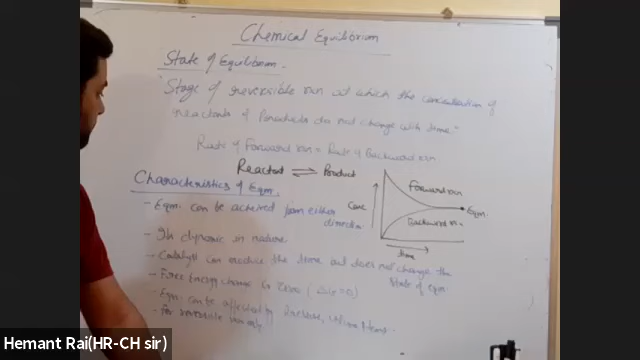 Chemical Equilibrium
State of Equilibrium.
"Stage of reversible rxn at which the concentration of
reactants & Products do not change with time"
Rate of Forward rxn = Rate of Backward rxn.
Reactant ⇌ Product
Characteristics of Eqm.
- Eqm. can be achieved from either
direction
- It's dynamic in nature
- Catalyst can reduce the time but does not change the
state of eqm.
- Free Energy change is zero (ΔG=0)
- Eqm. can be affected by Pressure,
- For reversible rxn only
Conc
Forward rxn
Eqm.
Backward rxn
time
Hemant Rai(HR-CH sir)